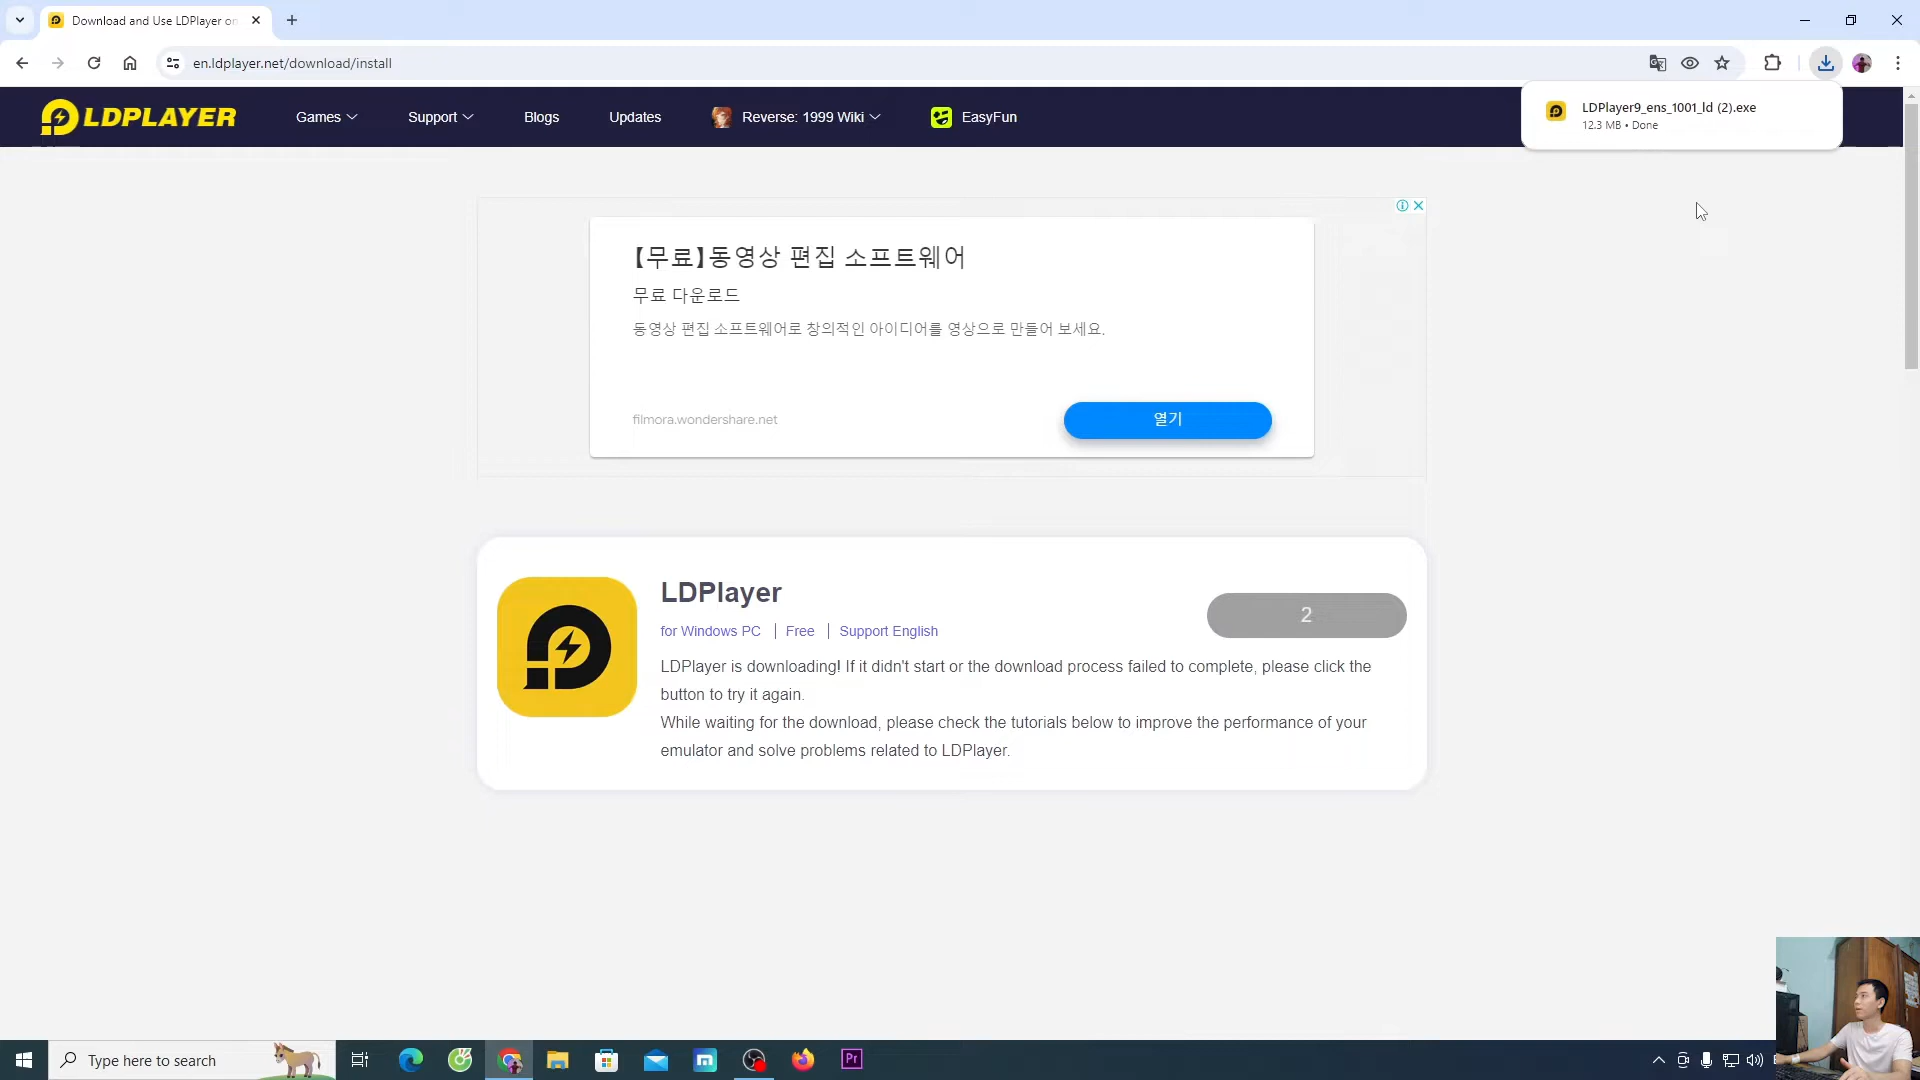 Download and Use LDPlayer on
en.ldplayer.net/download/install
LDPlayer9_ens_1001_ld (2).exe
12.3 MB • Done
LDPLAYER
Games
Support
Blogs
Updates
Reverse: 1999 Wiki
EasyFun
【무료】동영상 편집 소프트웨어
무료 다운로드
동영상 편집 소프트웨어로 창의적인 아이디어를 영상으로 만들어 보세요.
filmora.wondershare.net
열기
LDPlayer
2
for Windows PC | Free | Support English
LDPlayer is downloading! If it didn't start or the download process failed to complete, please click the
button to try it again.
While waiting for the download, please check the tutorials below to improve the performance of your
emulator and solve problems related to LDPlayer.
Type here to search
Pr